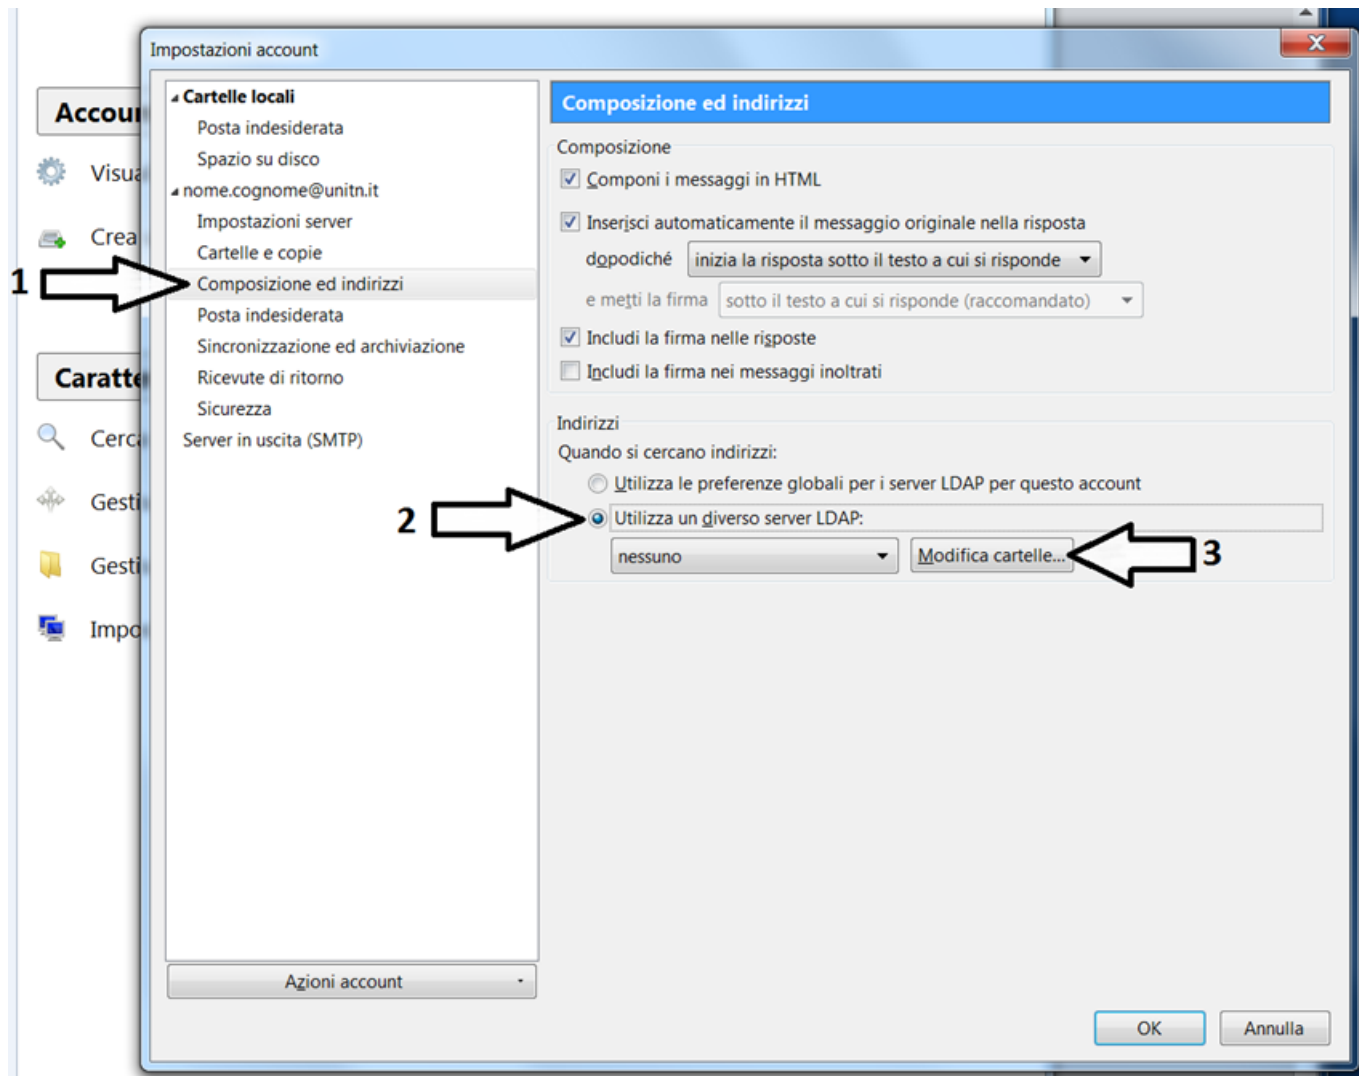 Impostazioni account
Accou
Visua
Crea
Caratte
Cerca
Gesti
Gesti
Impo
1
Cartelle locali
Posta indesiderata
Spazio su disco
nome.cognome@unitn.it
Impostazioni server
Cartelle e copie
Composizione ed indirizzi
Posta indesiderata
Sincronizzazione ed archiviazione
Ricevute di ritorno
Sicurezza
Server in uscita (SMTP)
Azioni account
Composizione ed indirizzi
Composizione
Componi i messaggi in HTML
Inserisci automaticamente il messaggio originale nella risposta
dopodiché inizia la risposta sotto il testo a cui si risponde
e metti la firma sotto il testo a cui si risponde (raccomandato)
Includi la firma nelle risposte
Includi la firma nei messaggi inoltrati
Indirizzi
Quando si cercano indirizzi:
Utilizza le preferenze globali per i server LDAP per questo account
2
Utilizza un diverso server LDAP:
nessuno Modifica cartelle... 3
OK Annulla